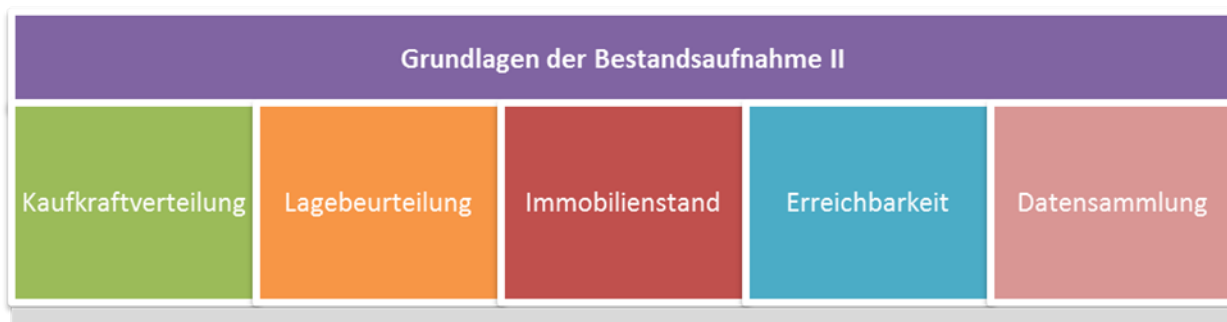 Grundlagen der Bestandsaufnahme II
Kaufkraftverteilung
Lagebeurteilung
Immobilienstand
Erreichbarkeit
Datensammlung